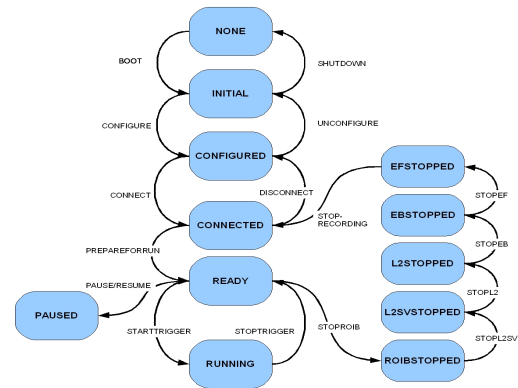 NONE
BOOT
SHUTDOWN
INITIAL
CONFIGURE
UNCONFIGURE
CONFIGURED
EFSTOPPED
CONNECT
DISCONNECT
STOPEF
STOP-
RECORDING
CONNECTED
EBSTOPPED
PREPAREFORRUN
STOPEB
READY
L2STOPPED
PAUSE/RESUME
STOPL2
PAUSED
L2SVSTOPPED
STARTTRIGGER
STOPTRIGGER
STOPROIB
STOPL2SV
RUNNING
ROIBSTOPPED